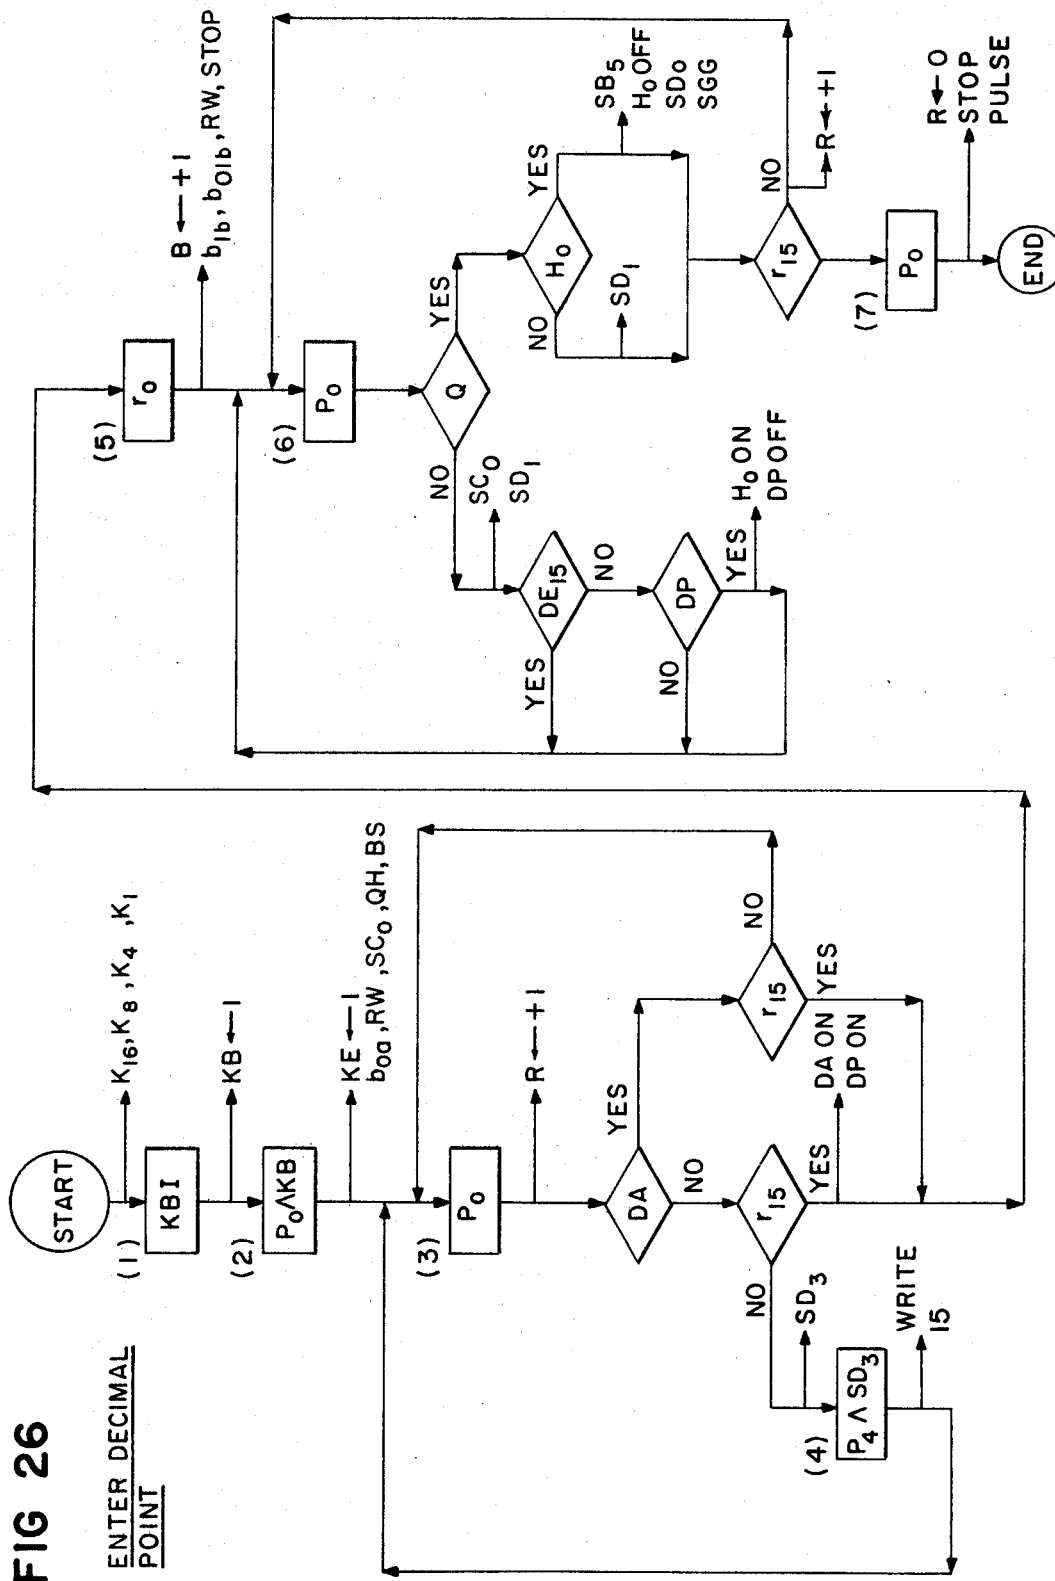 FIG 26
ENTER DECIMAL
POINT
START
K16, K8, K4, K1
(1)
KBI
KB ← 1
(2)
P0 ∧ KB
KE ← 1
b0a, RW, SC0, QH, BS
(3)
P0
R ← +1
DA
YES
NO
r15
NO
YES
r15
NO
YES
SD3
DA ON
DP ON
(4)
P4 ∧ SD3
WRITE
15
(5)
r0
B ← +1
b1b, b01b, RW, STOP
(6)
P0
Q
NO
YES
SC0
SD1
DE15
YES
NO
DP
NO
YES
H0 ON
DP OFF
H0
NO
YES
SD1
SB5
H0 OFF
SD0
SGG
r15
NO
R ← +1
(7)
P0
R ← 0
STOP
PULSE
END